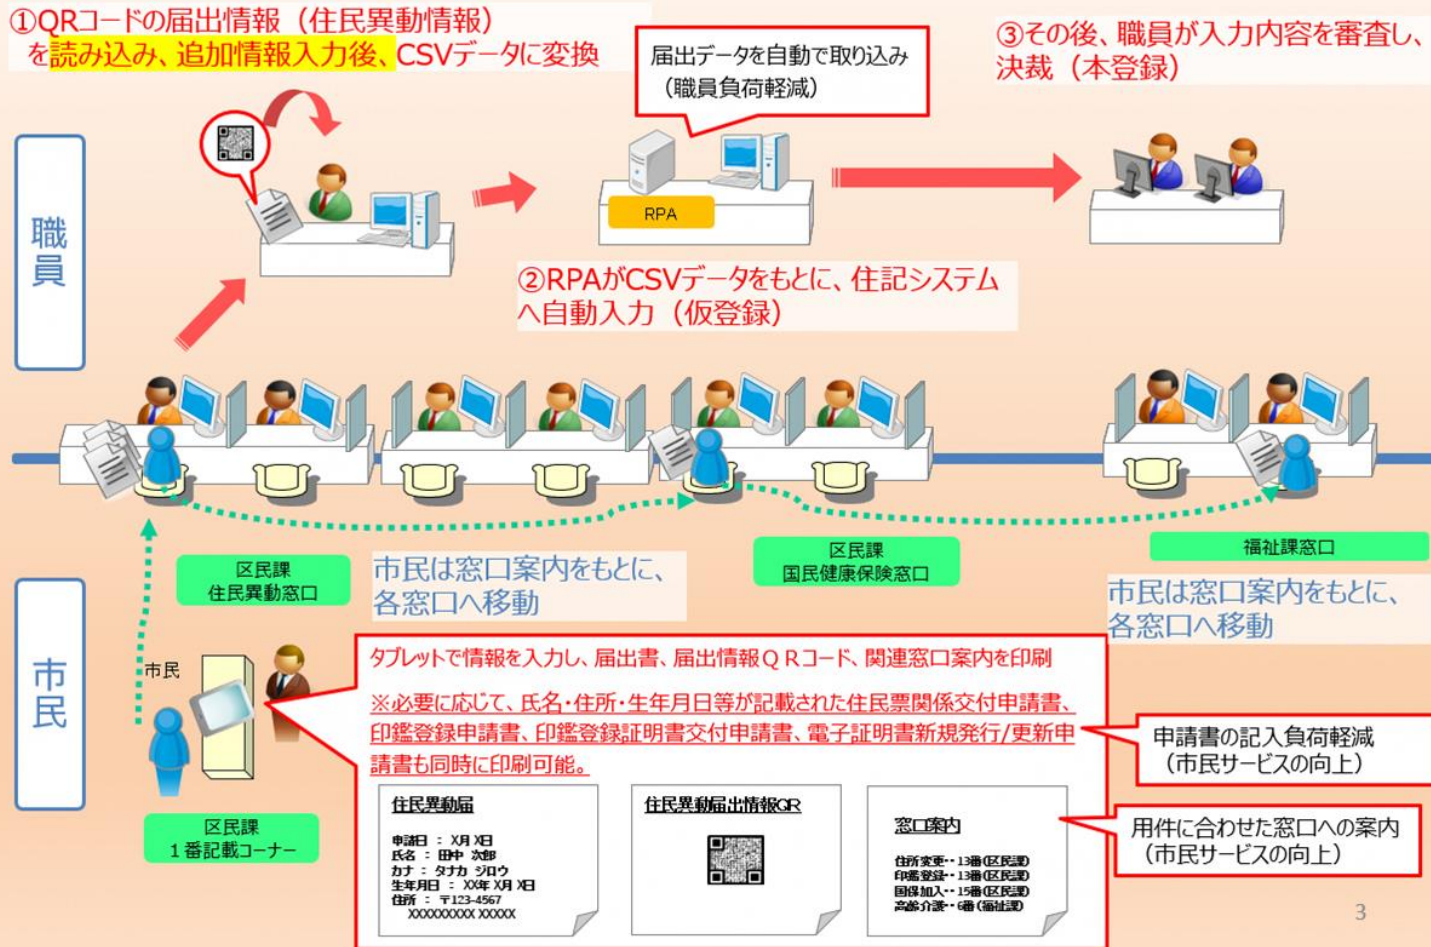 ①QRコードの届出情報（住民異動情報）
を読み込み、追加情報入力後、CSVデータに変換
届出データを自動で取り込み
（職員負荷軽減）
③その後、職員が入力内容を審査し、
決裁（本登録）
職員
RPA
②RPAがCSVデータをもとに、住記システム
へ自動入力（仮登録）
区民課
住民異動窓口
市民は窓口案内をもとに、
各窓口へ移動
区民課
国民健康保険窓口
福祉課窓口
市民は窓口案内をもとに、
各窓口へ移動
市民
市民
区民課
１番記載コーナー
タブレットで情報を入力し、届出書、届出情報ＱＲコード、関連窓口案内を印刷
※必要に応じて、氏名・住所・生年月日等が記載された住民票関係交付申請書、
印鑑登録申請書、印鑑登録証明書交付申請書、電子証明書新規発行/更新申
請書も同時に印刷可能。
申請書の記入負荷軽減
（市民サービスの向上）
用件に合わせた窓口への案内
（市民サービスの向上）
住民異動届
申請日 ： X月 X日
氏名 ： 田中 次郎
カナ ： タナカ ジロウ
生年月日 ： XX年 X月 X日
住所 ： 〒123-4567
XXXXXXXXXX XXXXX
住民異動届出情報QR
窓口案内
住所変更・・13番（区民課）
印鑑登録・・13番（区民課）
国保加入・・15番（区民課）
高齢介護・・6番（福祉課）
3